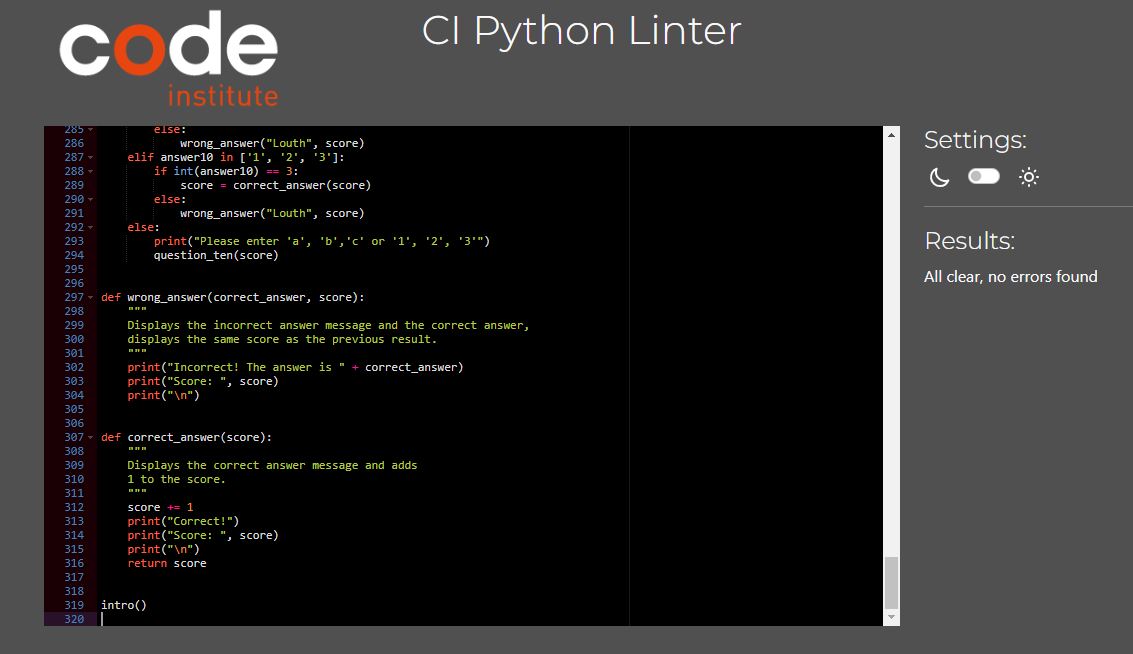 code
institute
CI Python Linter
285 else:
286 wrong_answer("Louth", score)
287 elif answer10 in ['1', '2', '3']:
288 if int(answer10) == 3:
289 score = correct_answer(score)
290 else:
291 wrong_answer("Louth", score)
292 else:
293 print("Please enter 'a', 'b','c' or '1', '2', '3'")
294 question_ten(score)
295
296
297 def wrong_answer(correct_answer, score):
298 """
299 Displays the incorrect answer message and the correct answer,
300 displays the same score as the previous result.
301 """
302 print("Incorrect! The answer is " + correct_answer)
303 print("Score: ", score)
304 print("\n")
305
306
307 def correct_answer(score):
308 """
309 Displays the correct answer message and adds
310 1 to the score.
311 """
312 score += 1
313 print("Correct!")
314 print("Score: ", score)
315 print("\n")
316 return score
317
318
319 intro()
320
Settings:
Results:
All clear, no errors found